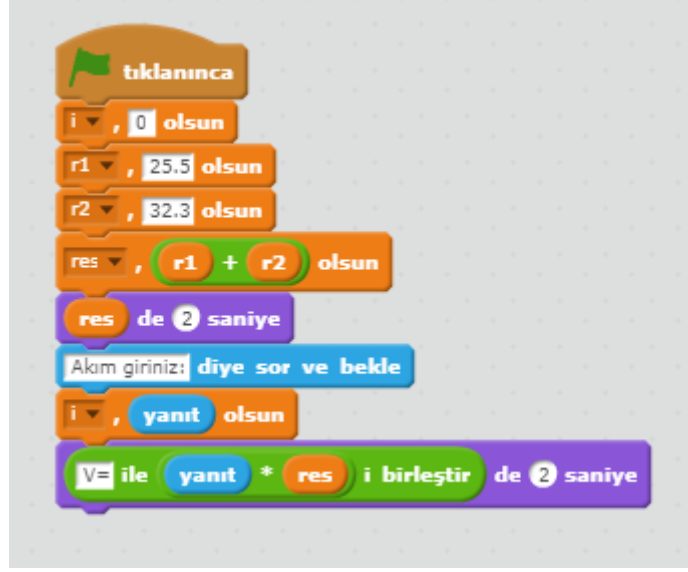 tıklanınca
i , 0 olsun
r1 , 25.5 olsun
r2 , 32.3 olsun
res , r1 + r2 olsun
res de 2 saniye
Akım giriniz: diye sor ve bekle
i , yanıt olsun
V= ile yanıt * res i birleştir de 2 saniye